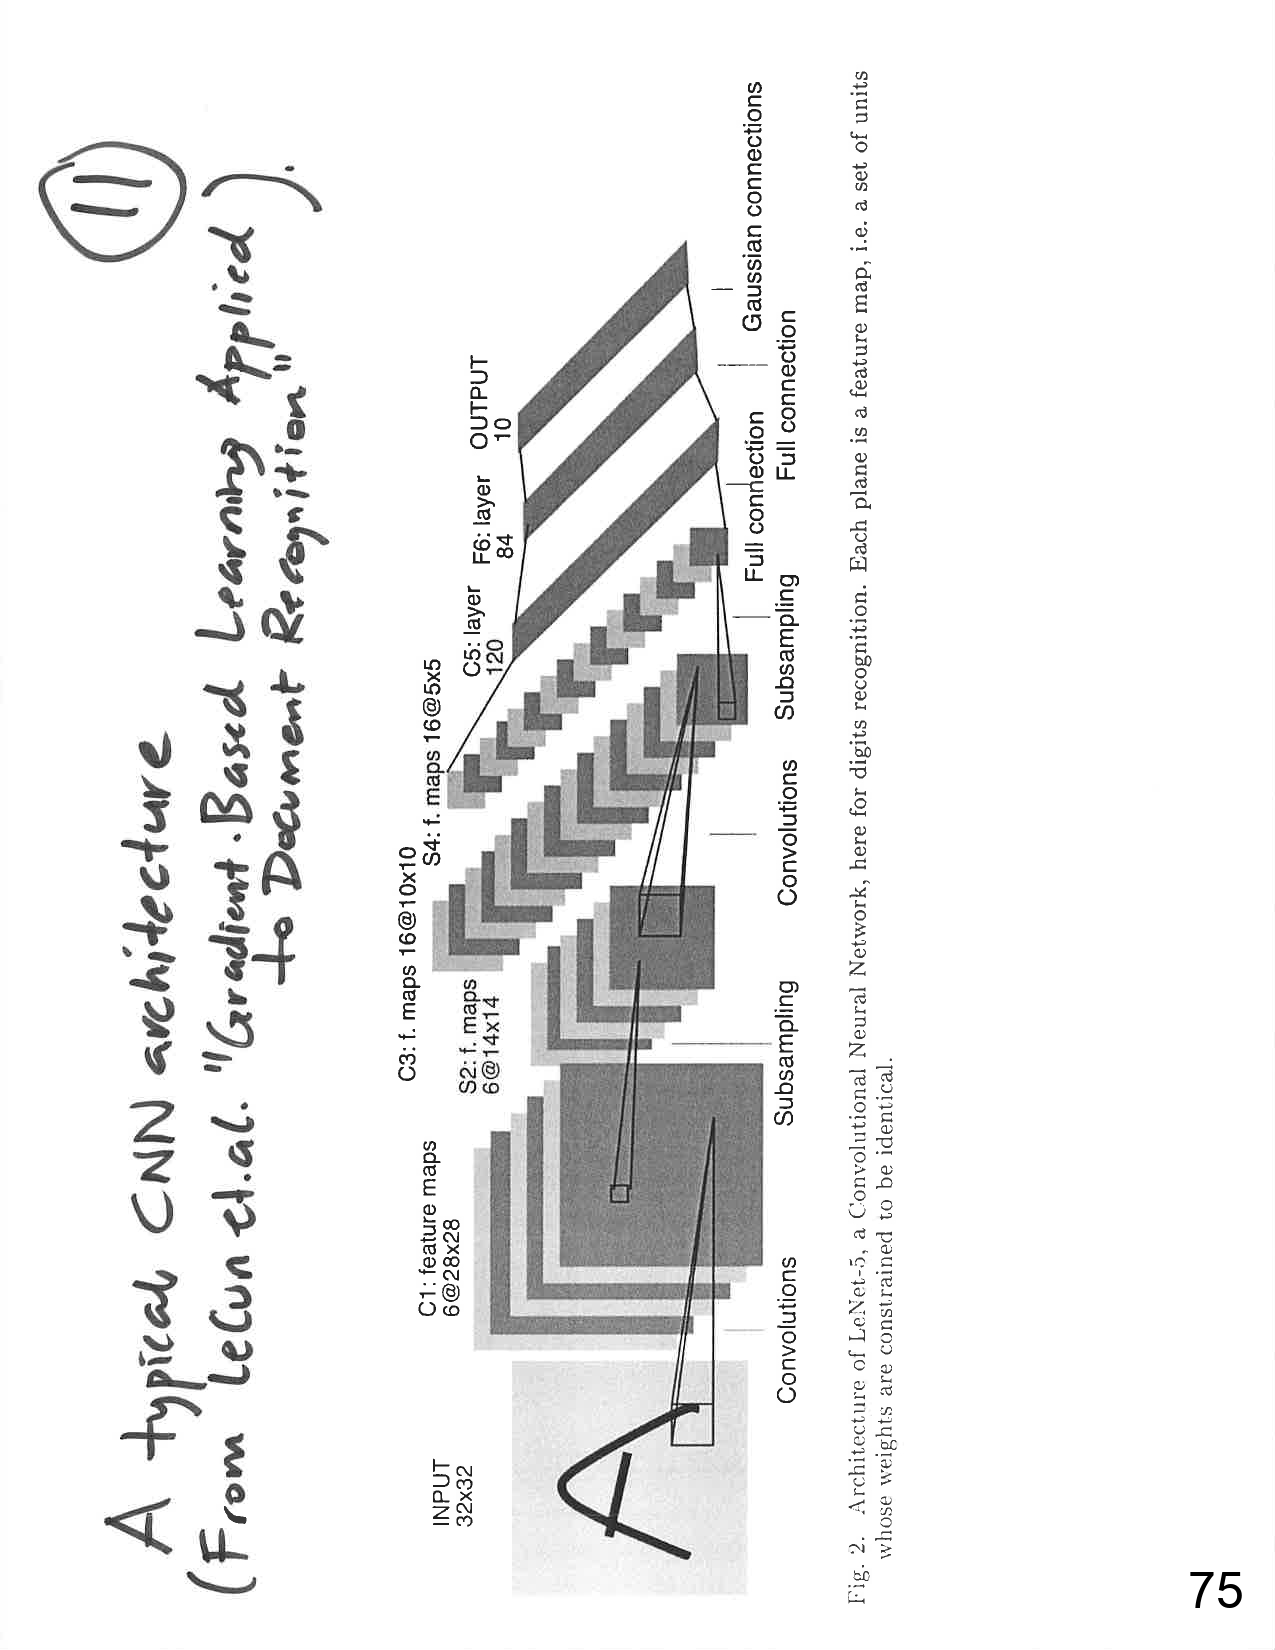 11
A typical CNN architecture
(From LeCun et.al. "Gradient-Based Learning Applied
to Document Recognition").
C3: f. maps 16@10x10
S4: f. maps 16@5x5
INPUT
32x32
C1: feature maps
6@28x28
S2: f. maps
6@14x14
C5: layer
120
F6: layer
84
OUTPUT
10
Convolutions
Subsampling
Convolutions
Subsampling
Full connection
Full connection
Gaussian connections
Fig. 2. Architecture of LeNet-5, a Convolutional Neural Network, here for digits recognition. Each plane is a feature map, i.e. a set of units
whose weights are constrained to be identical.
75